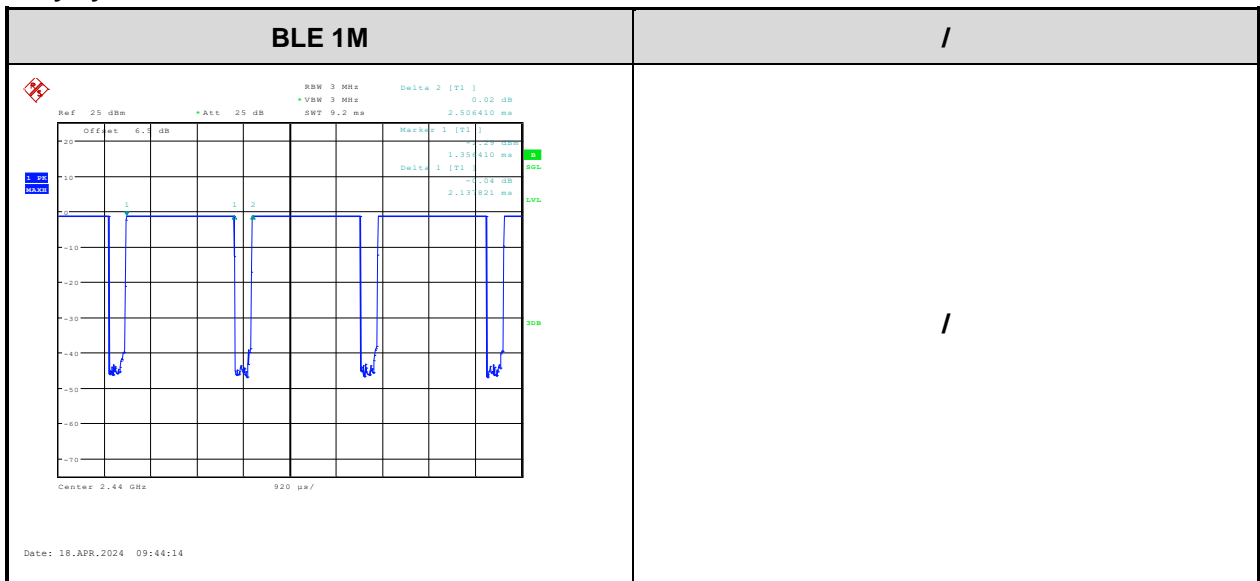 BLE 1M
/
R S
RBW 3 MHz Delta 2 [T1 ]
VBW 3 MHz 0.02 dB
Ref 25 dBm Att 25 dB SWT 9.2 ms 2.506410 ms
Offset 6.5 dB Marker 1 [T1 ]
20
1.356410 ms B
Delta 1 [T1 ] SGL
1 PK 10 -0.04 dB
MAXH 2.137821 ms
LVL
1 1 2
0
-10
-20
-30
3DB
/
-40
-50
-60
-70
Center 2.44 GHz 920 µs/
Date: 18.APR.2024 09:44:14